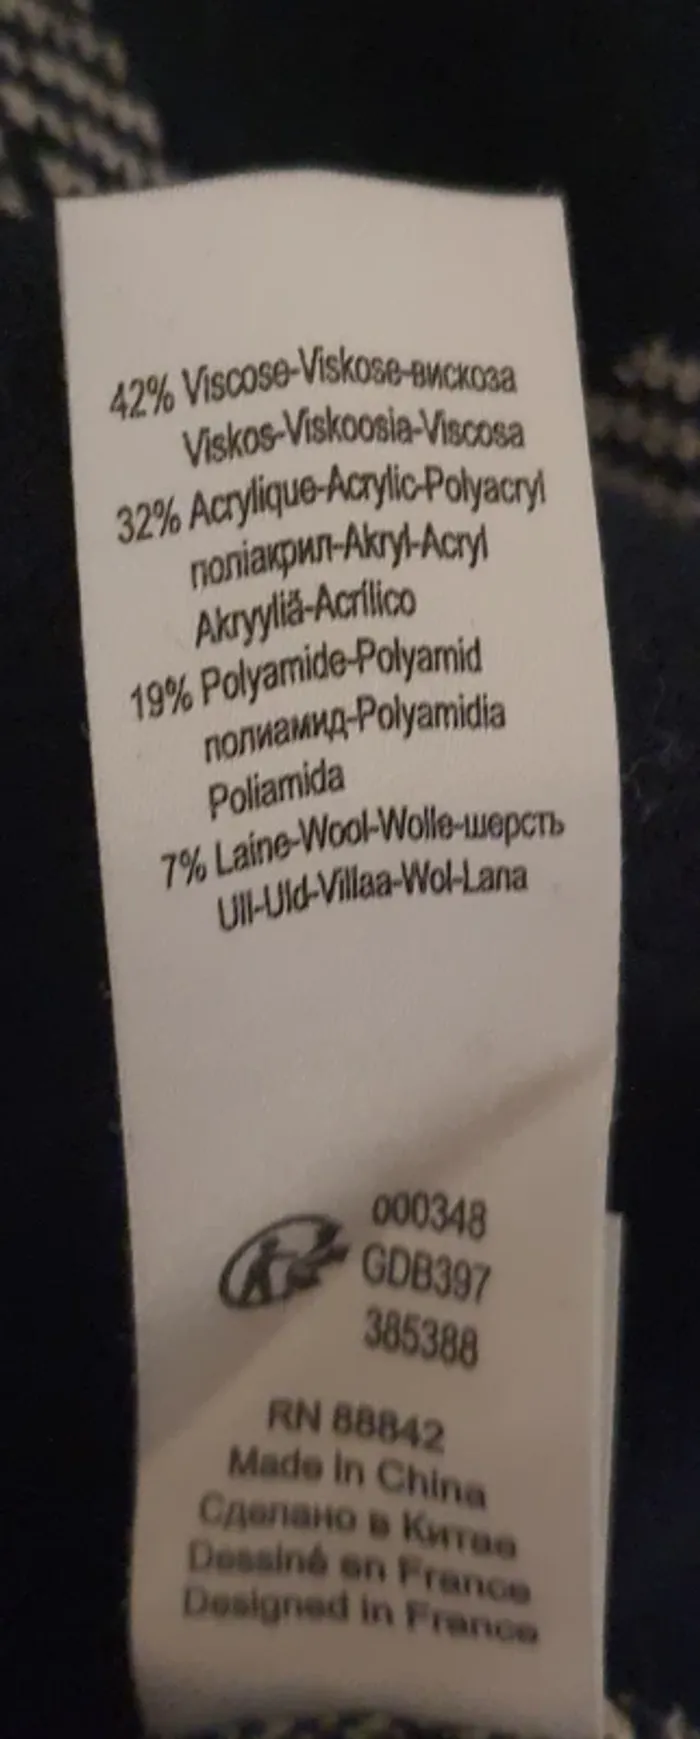 42% Viscose-Viskose-вискоза
Viskos-Viskoosia-Viscosa
32% Acrylique-Acrylic-Polyacryl
поліакрил-Akryl-Acryl
Akryyliä-Acrílico
19% Polyamide-Polyamid
полиамид-Polyamidia
Poliamida
7% Laine-Wool-Wolle-шерсть
Ull-Uld-Villaa-Wol-Lana
000348
GDB397
385388
RN 88842
Made in China
Сделано в Китае
Dessiné en France
Designed in France